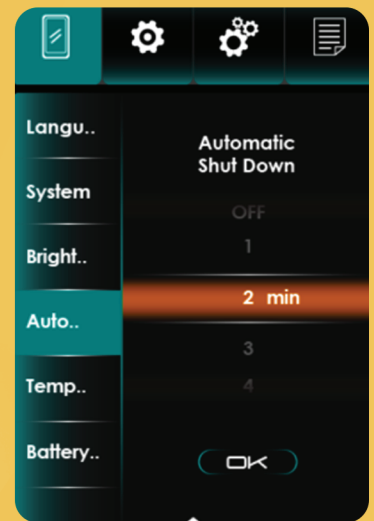 Langu..
System
Bright..
Auto..
Temp..
Battery..
Automatic
Shut Down
OFF
1
2 min
3
4
OK